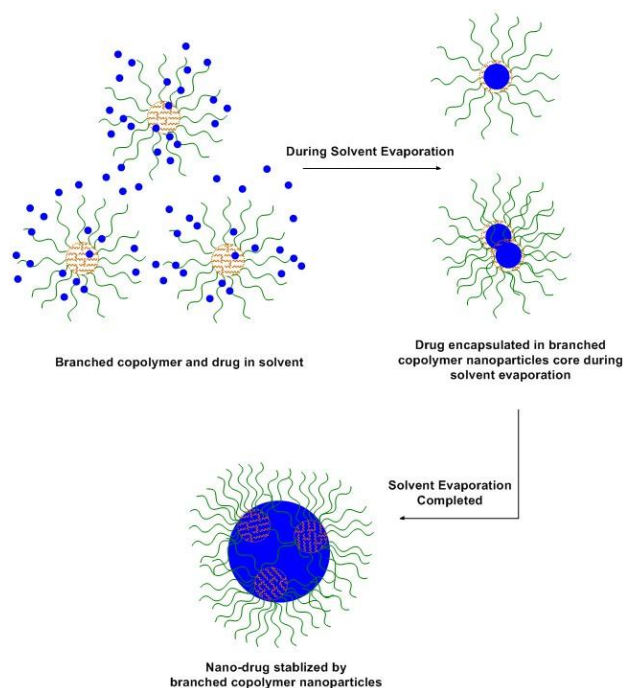 During Solvent Evaporation
Branched copolymer and drug in solvent
Drug encapsulated in branched
copolymer nanoparticles core during
solvent evaporation
Solvent Evaporation
Completed
Nano-drug stablized by
branched copolymer nanoparticles